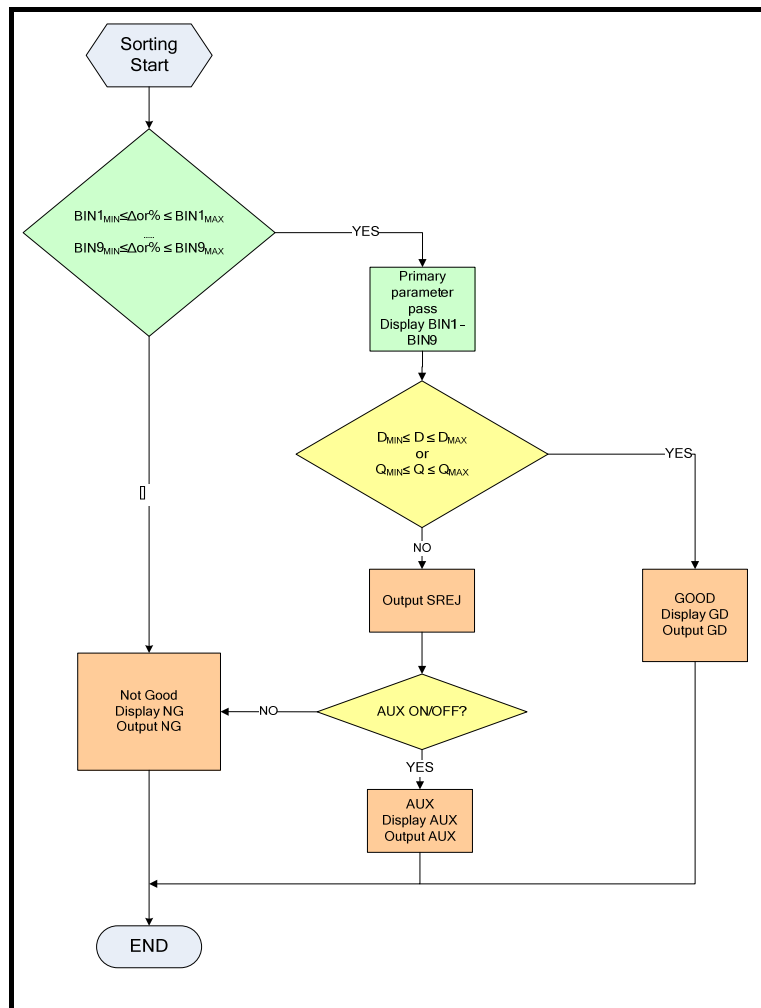 Sorting
Start
BIN1MIN≤Δor% ≤ BIN1MAX
.....
BIN9MIN≤Δor% ≤ BIN9MAX
YES
Primary
parameter
pass
Display BIN1–
BIN9
DMIN≤ D ≤ DMAX
or
QMIN≤ Q ≤ QMAX
YES
NO
Output SREJ
GOOD
Display GD
Output GD
Not Good
Display NG
Output NG
NO
AUX ON/OFF?
YES
AUX
Display AUX
Output AUX
END